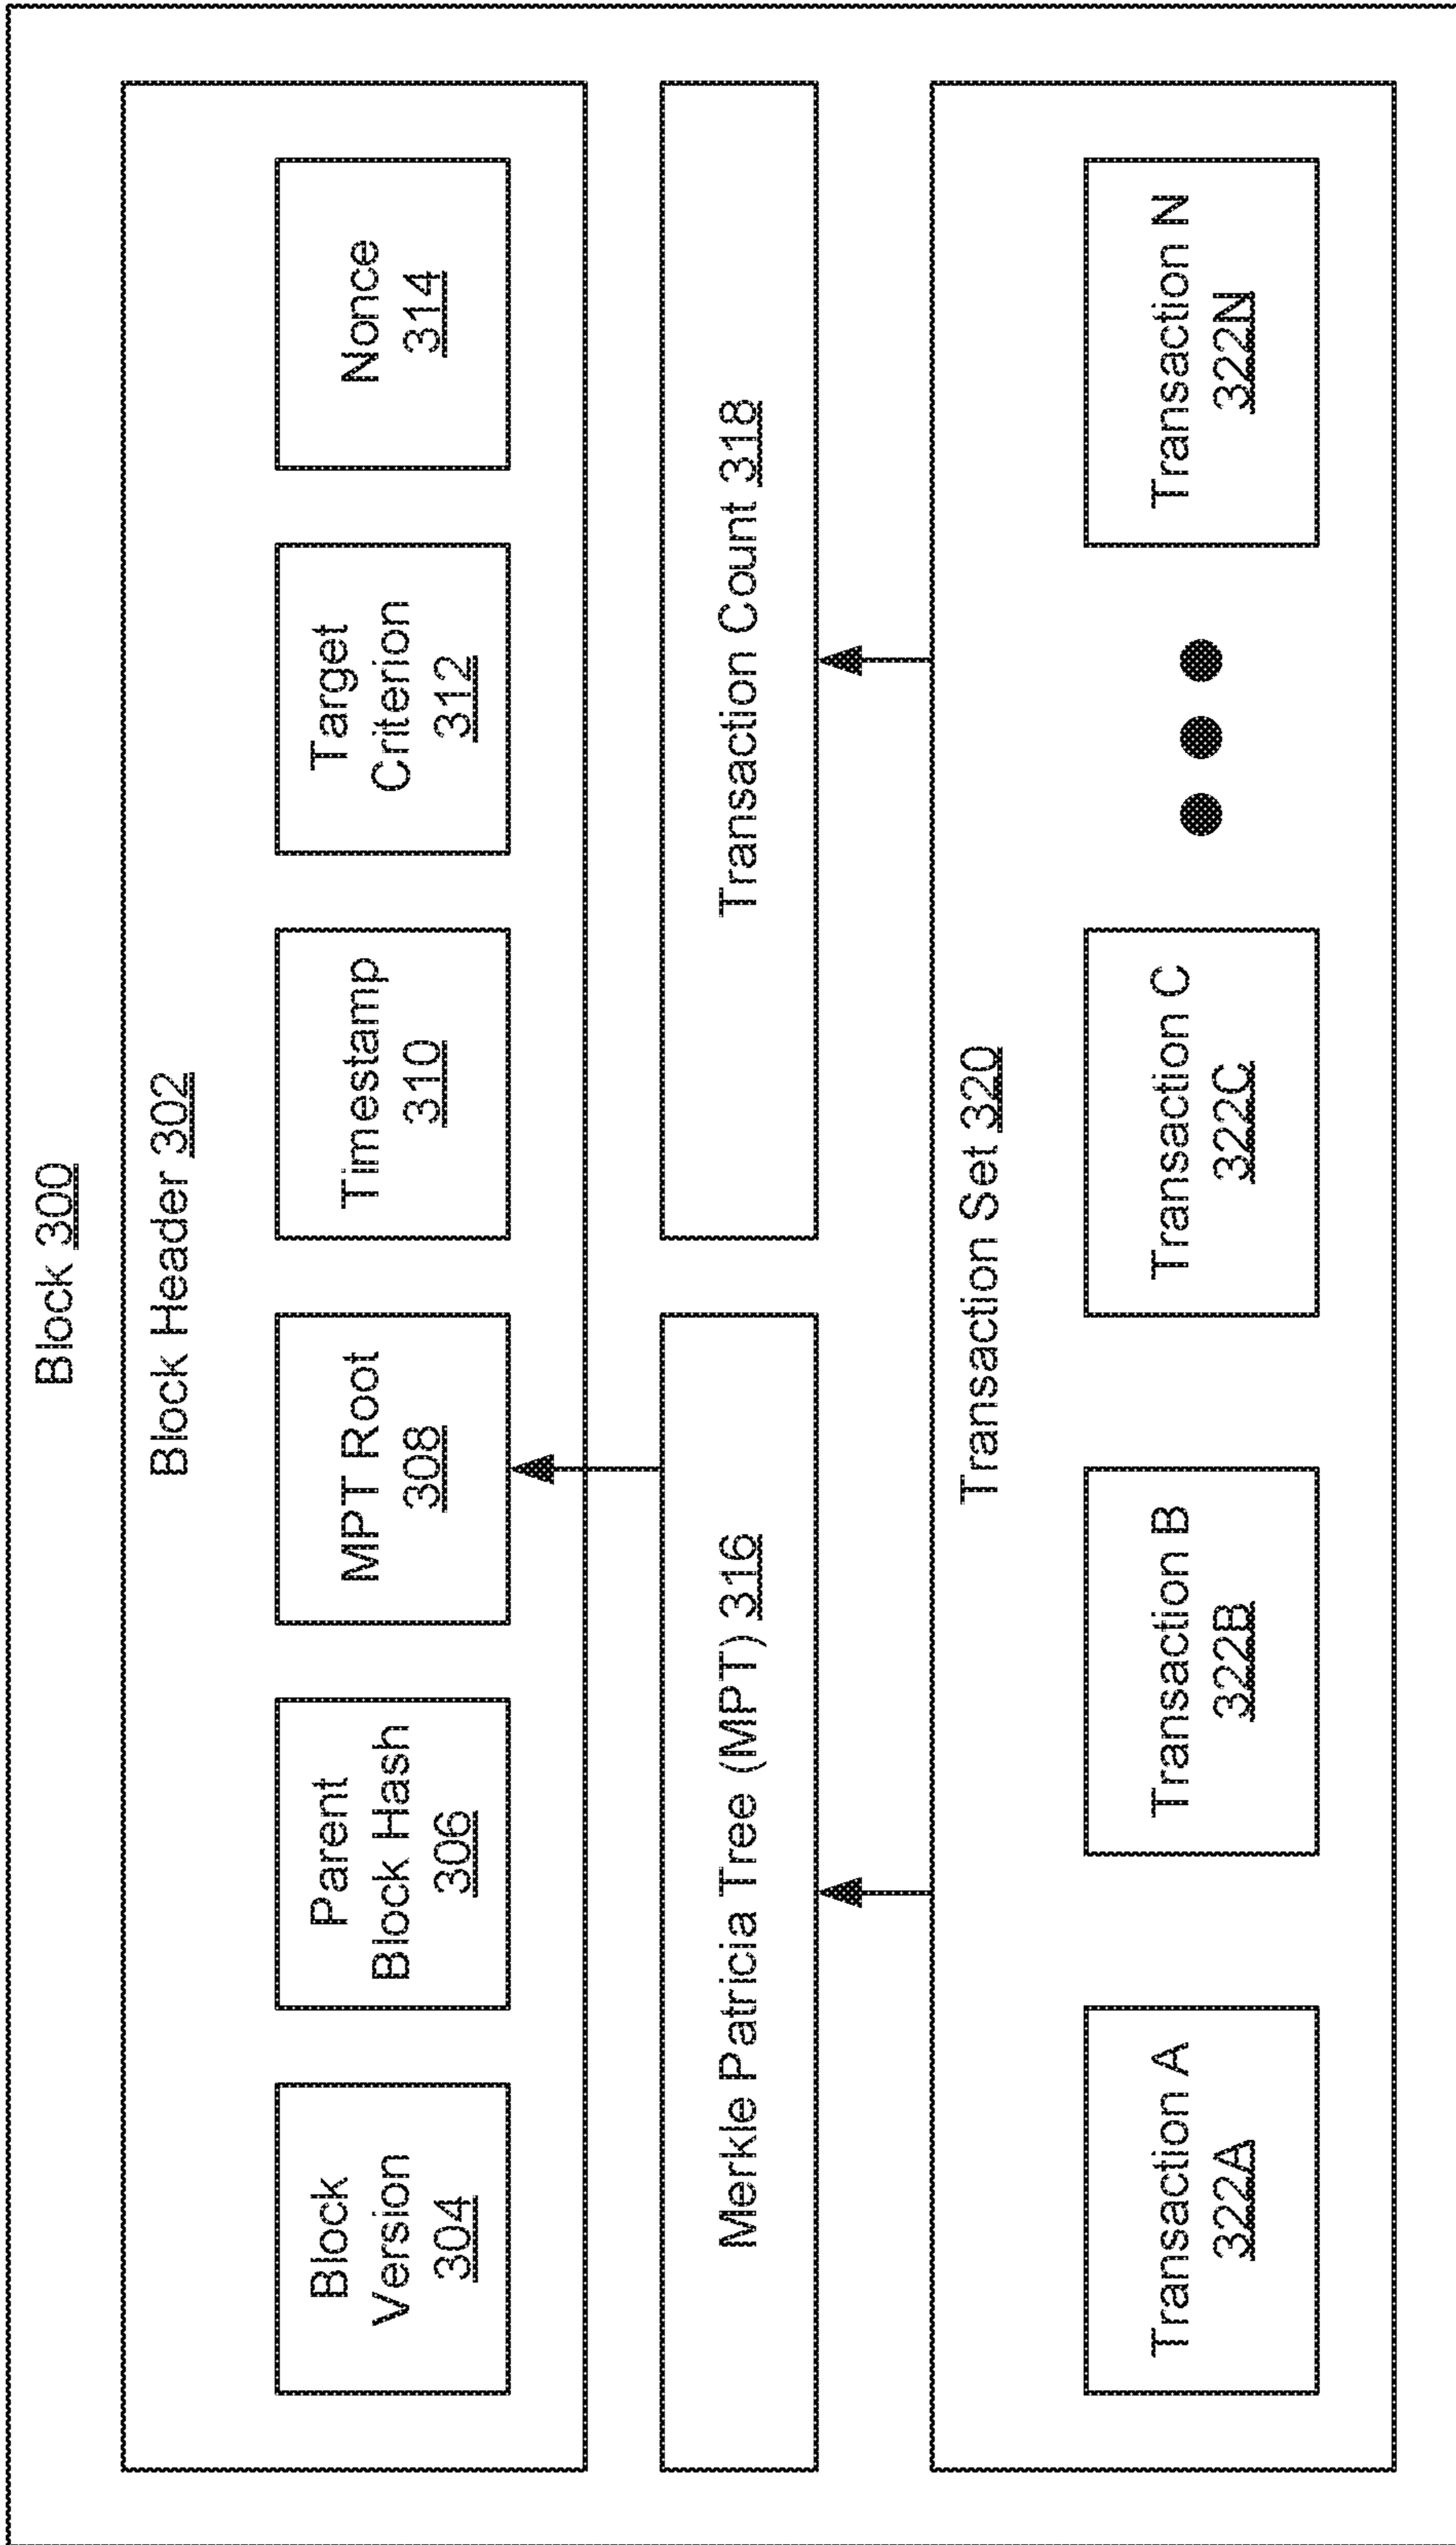 Block 300
Block Header 302
Block
Version
304
Parent
Block Hash
306
MPT Root
308
Timestamp
310
Target
Criterion
312
Nonce
314
Merkle Patricia Tree (MPT) 316
Transaction Count 318
Transaction Set 320
Transaction A
322A
Transaction B
322B
Transaction C
322C
Transaction N
322N